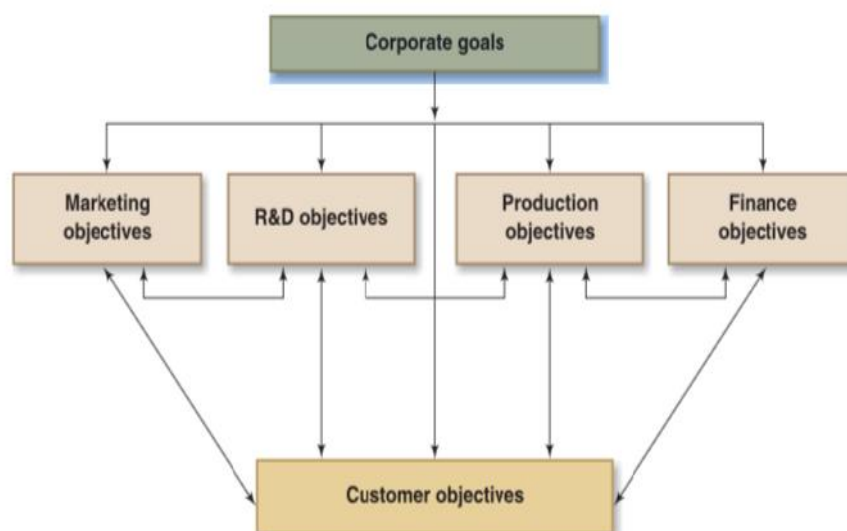 Corporate goals
Marketing
objectives
R&D objectives
Production
objectives
Finance
objectives
Customer objectives